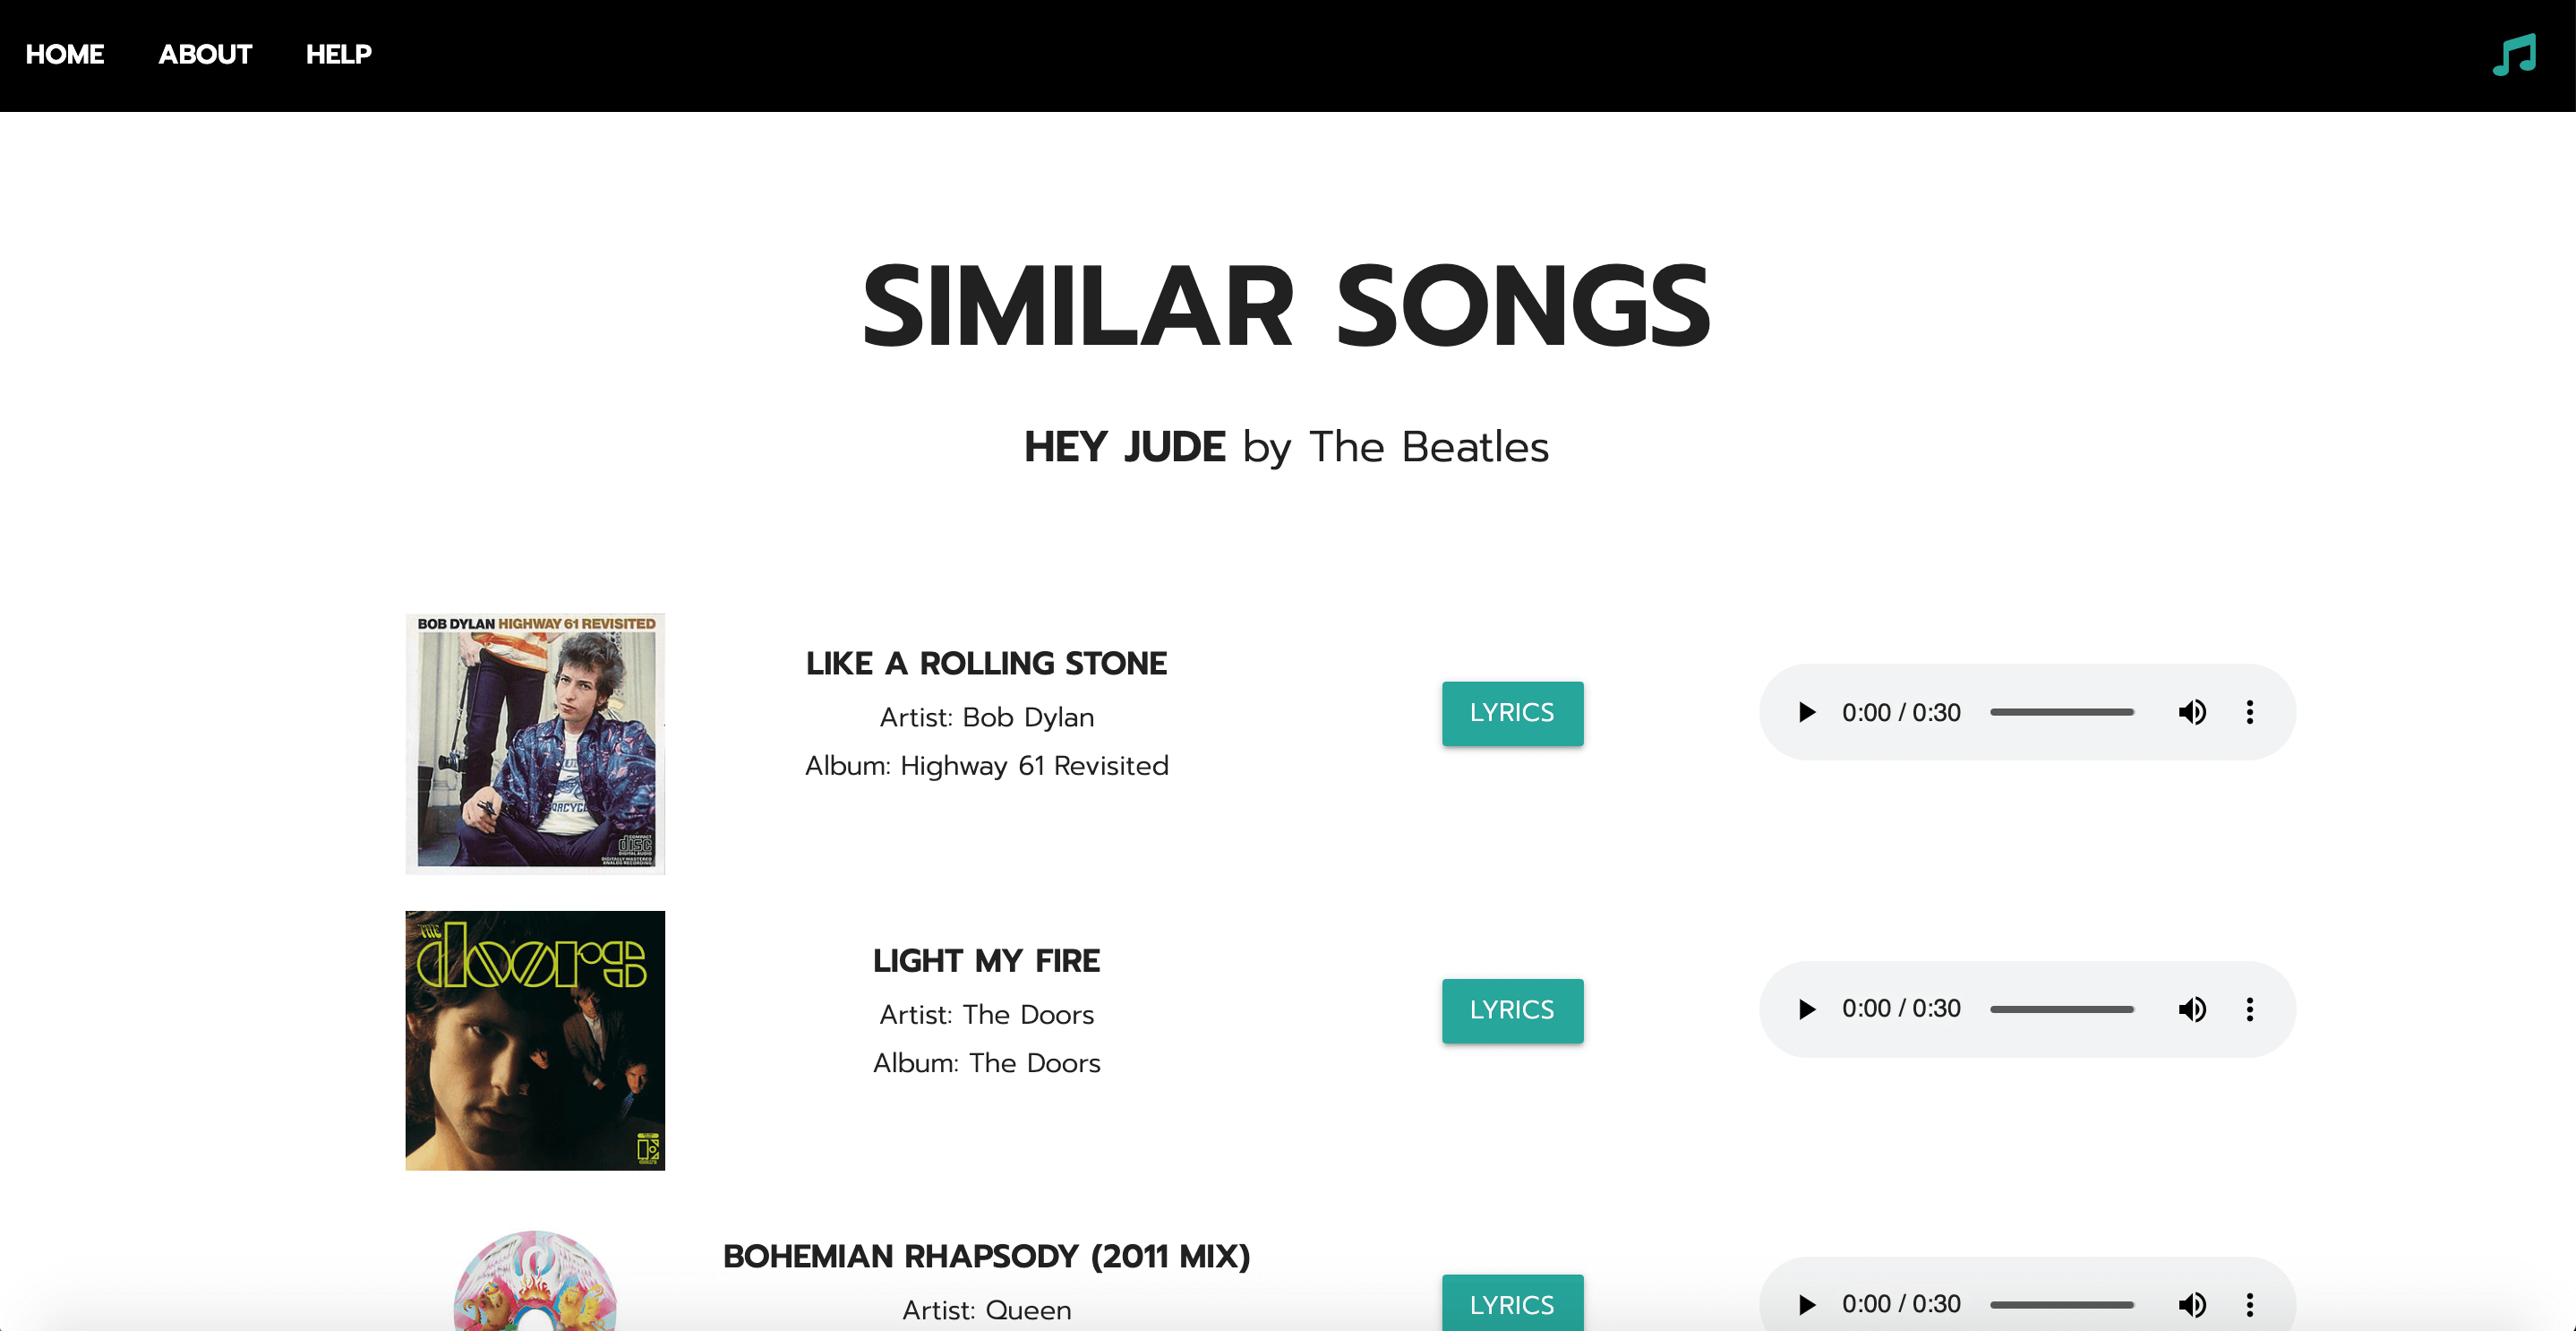 HOME ABOUT HELP
SIMILAR SONGS
HEY JUDE by The Beatles
BOB DYLAN HIGHWAY 61 REVISITED
LIKE A ROLLING STONE
Artist: Bob Dylan
Album: Highway 61 Revisited
LYRICS
0:00 / 0:30
THE
doors
LIGHT MY FIRE
Artist: The Doors
Album: The Doors
LYRICS
0:00 / 0:30
BOHEMIAN RHAPSODY (2011 MIX)
Artist: Queen
LYRICS
0:00 / 0:30